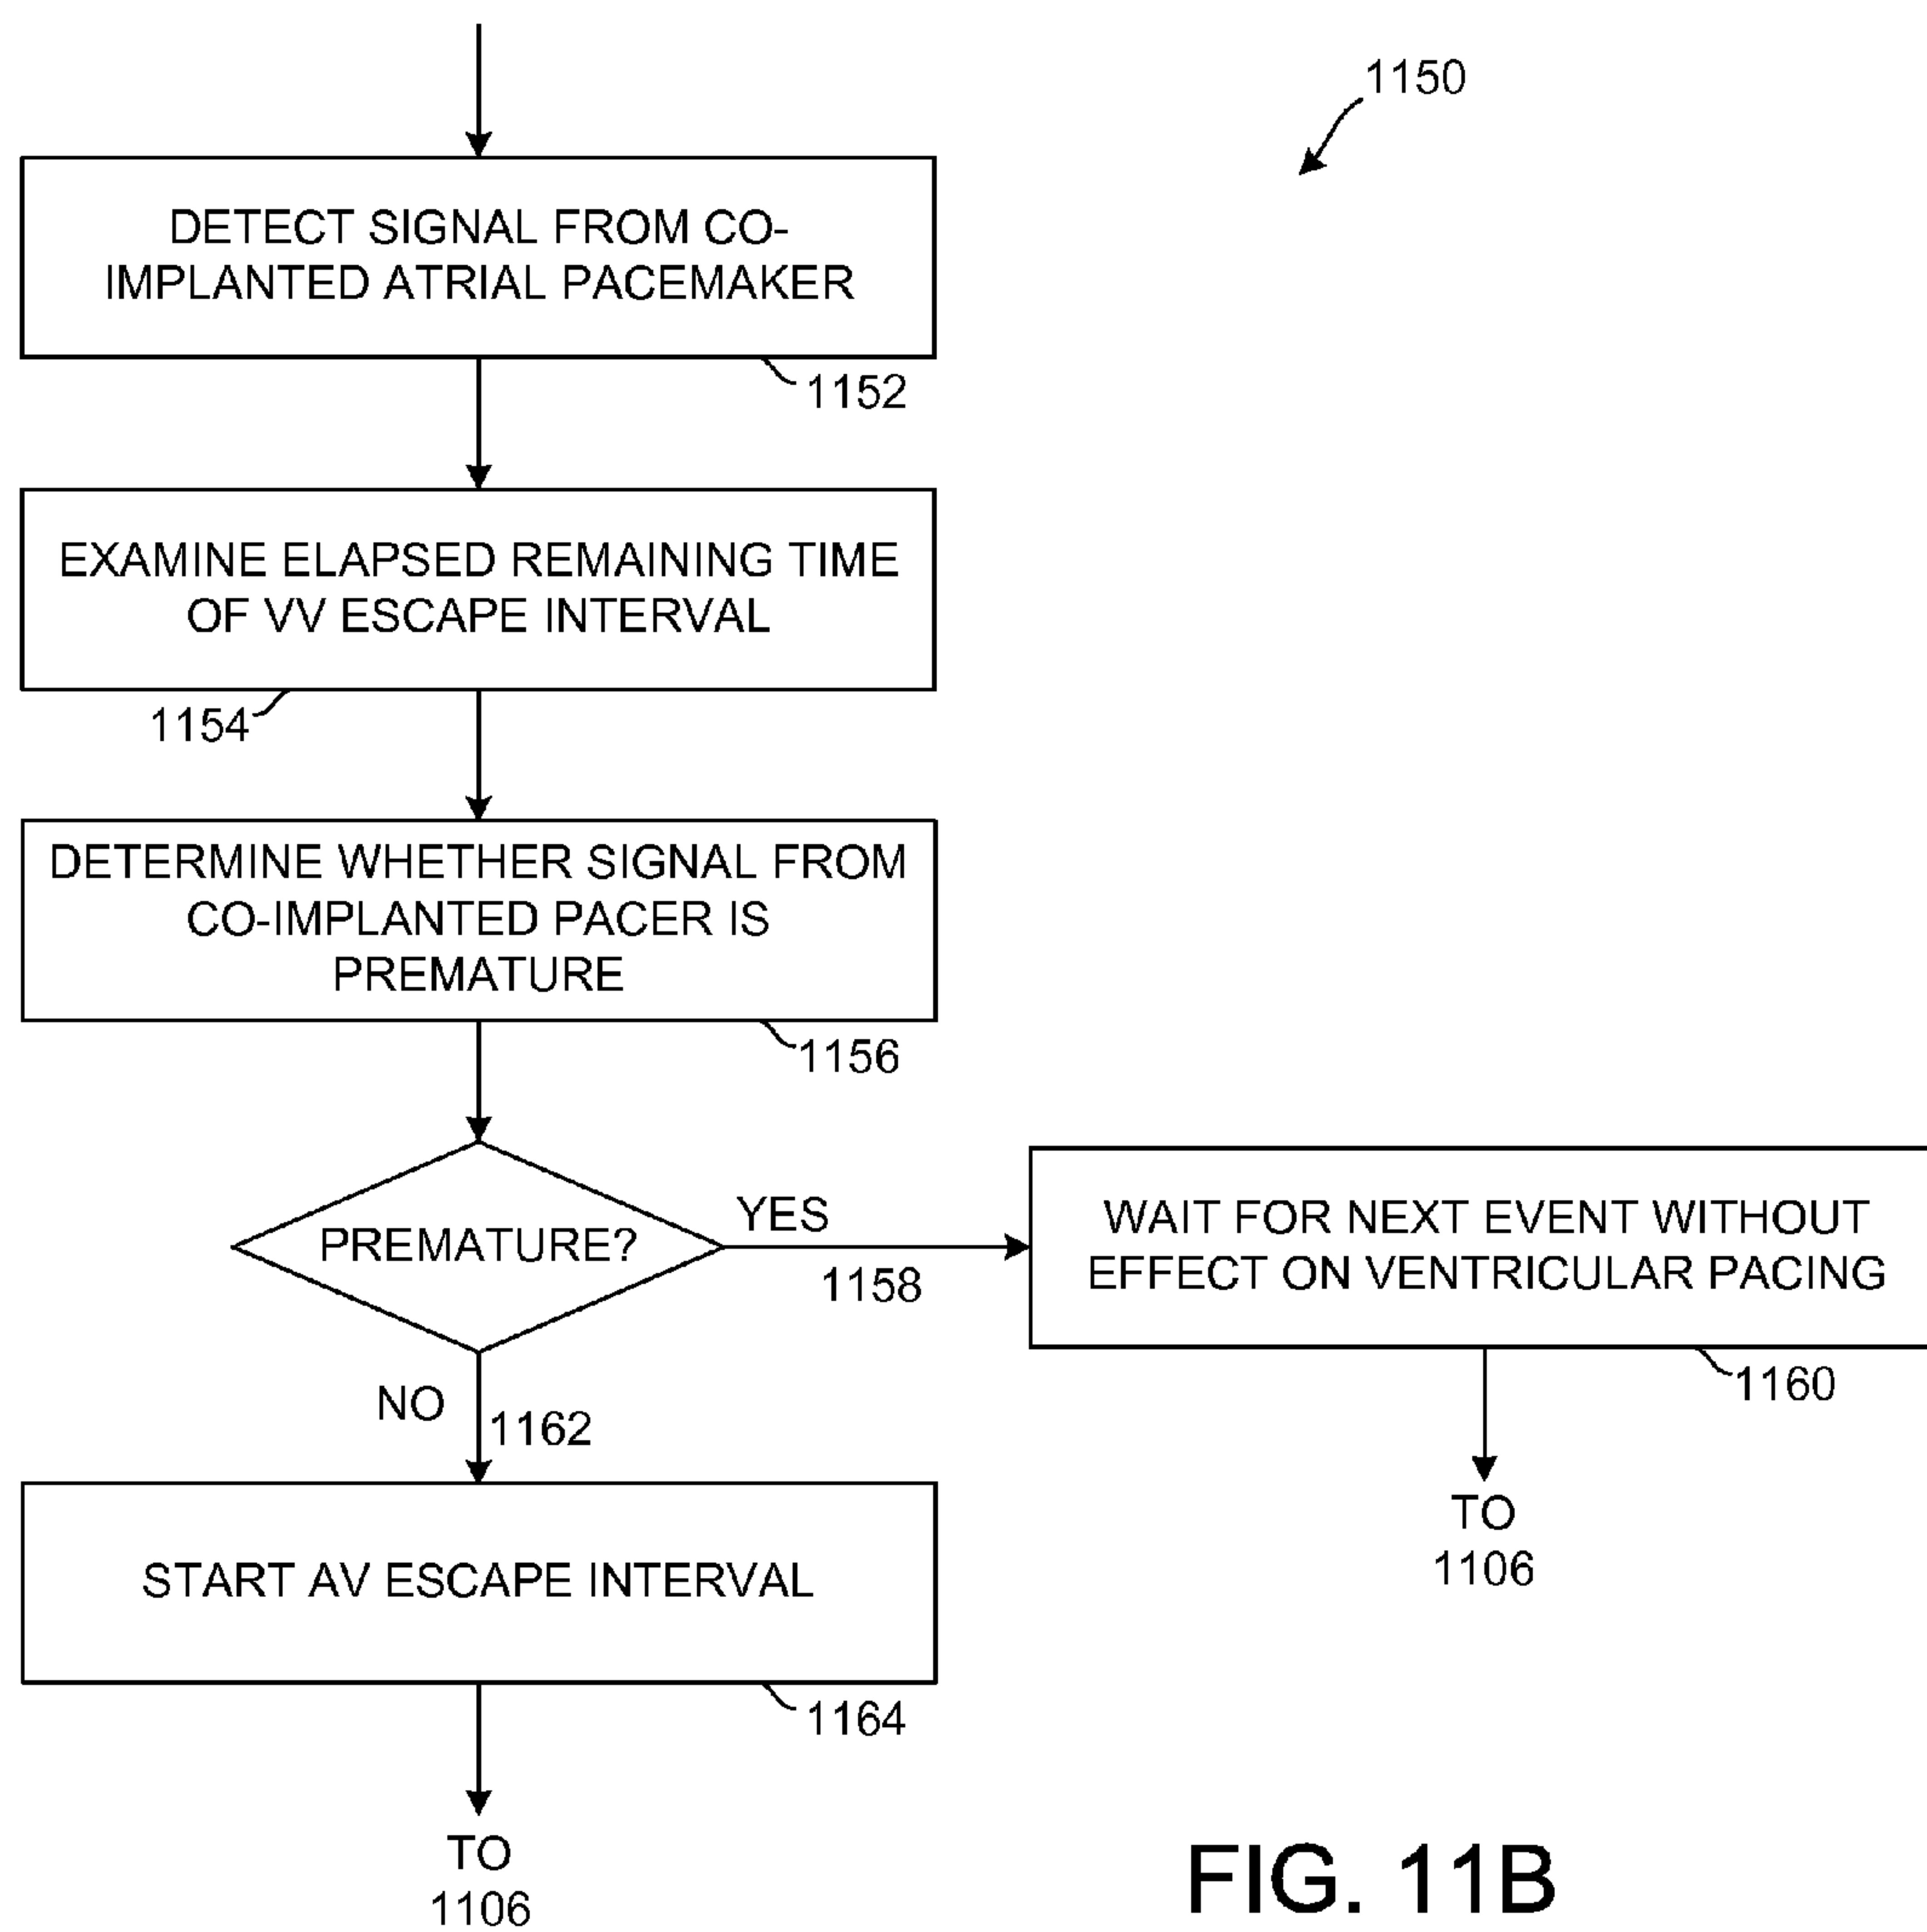 1150
DETECT SIGNAL FROM CO-
IMPLANTED ATRIAL PACEMAKER
1152
EXAMINE ELAPSED REMAINING TIME
OF VV ESCAPE INTERVAL
1154
DETERMINE WHETHER SIGNAL FROM
CO-IMPLANTED PACER IS
PREMATURE
1156
PREMATURE?
YES
1158
WAIT FOR NEXT EVENT WITHOUT
EFFECT ON VENTRICULAR PACING
1160
TO
1106
NO
1162
START AV ESCAPE INTERVAL
1164
TO
1106
FIG. 11B